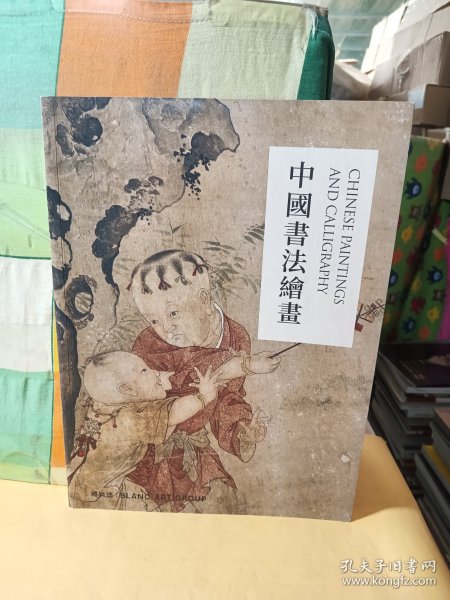 中國書法繪畫
CHINESE PAINTINGS
AND CALLIGRAPHY
BLANC ART GROUP
孔夫子旧书网
www.kongfz.com